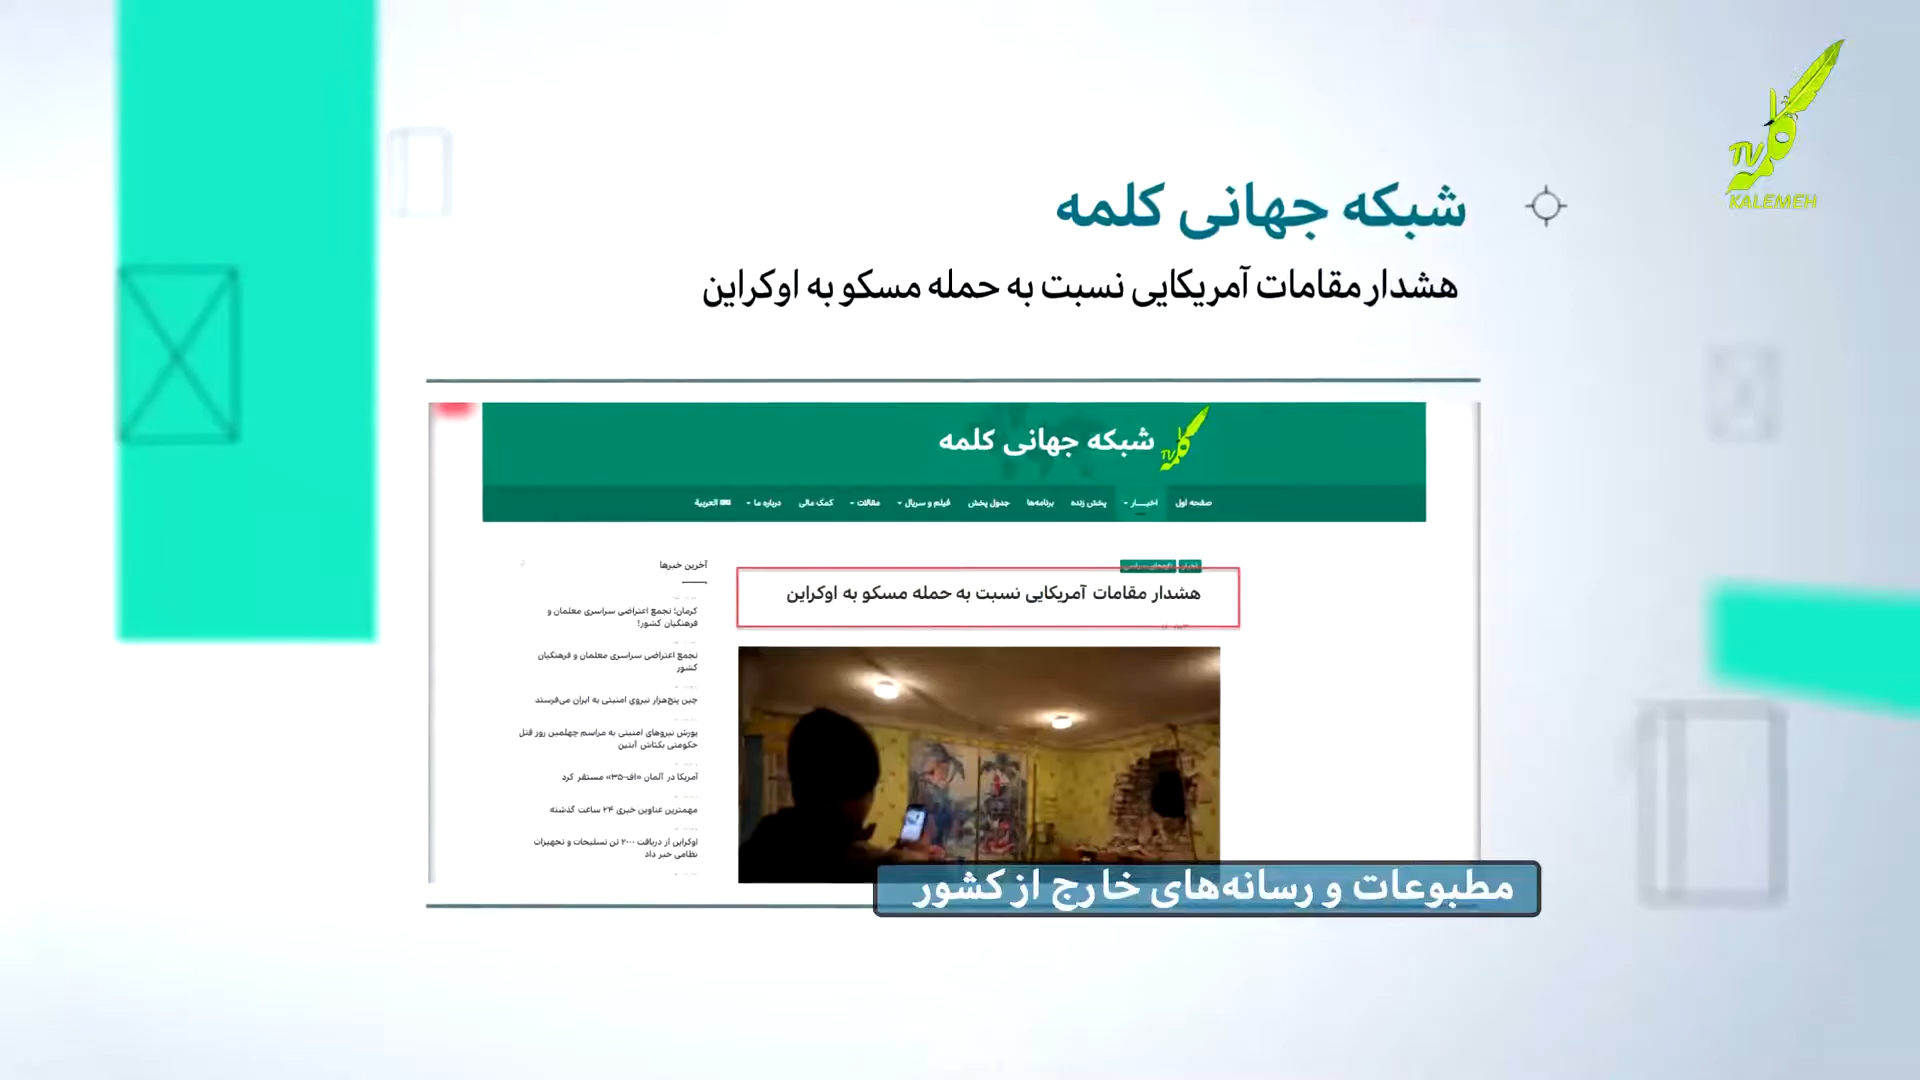 TV
KALEMEH
شبکه جهانی کلمه
هشدار مقامات آمریکایی نسبت به حمله مسکو به اوکراین
شبکه جهانی کلمه
TV
صفحه اول
اخبـــار
پخش زنده
برنامه‌ها
جدول پخش
فیلم و سریال
مقالات
کمک مالی
درباره ما
العربية
اخبار
تازه‌های سیاسی
هشدار مقامات آمریکایی نسبت به حمله مسکو به اوکراین
آخرین خبرها
کرمان؛ تجمع اعتراضی سراسری معلمان و
فرهنگیان کشور!
تجمع اعتراضی سراسری معلمان و فرهنگیان
کشور
چین پنج‌هزار نیروی امنیتی به ایران می‌فرستد
یورش نیروهای امنیتی به مراسم چهلمین روز قتل
حکومتی بکتاش آبتین
آمریکا در آلمان «اف-۳۵» مستقر کرد
مهمترین عناوین خبری ۲۴ ساعت گذشته
اوکراین از دریافت ۲۰۰۰ تن تسلیحات و تجهیزات
نظامی خبر داد
مطبوعات و رسانه‌های خارج از کشور